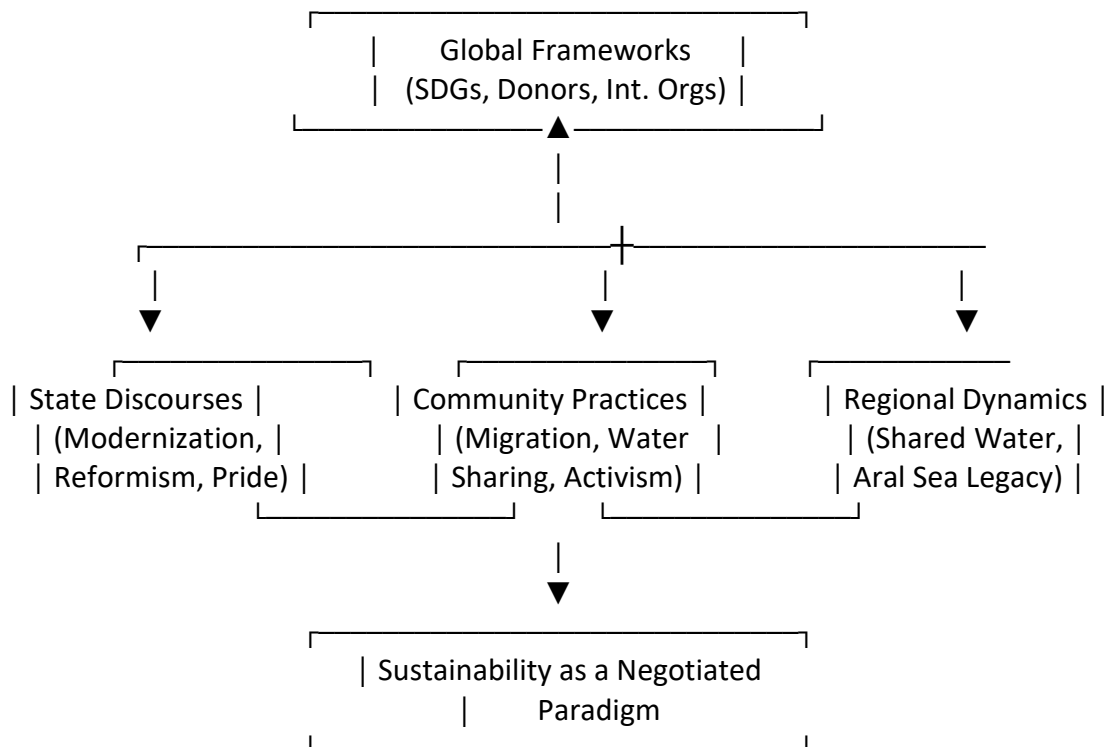 Global Frameworks
(SDGs, Donors, Int. Orgs)
State Discourses
(Modernization,
Reformism, Pride)
Community Practices
(Migration, Water
Sharing, Activism)
Regional Dynamics
(Shared Water,
Aral Sea Legacy)
Sustainability as a Negotiated
Paradigm